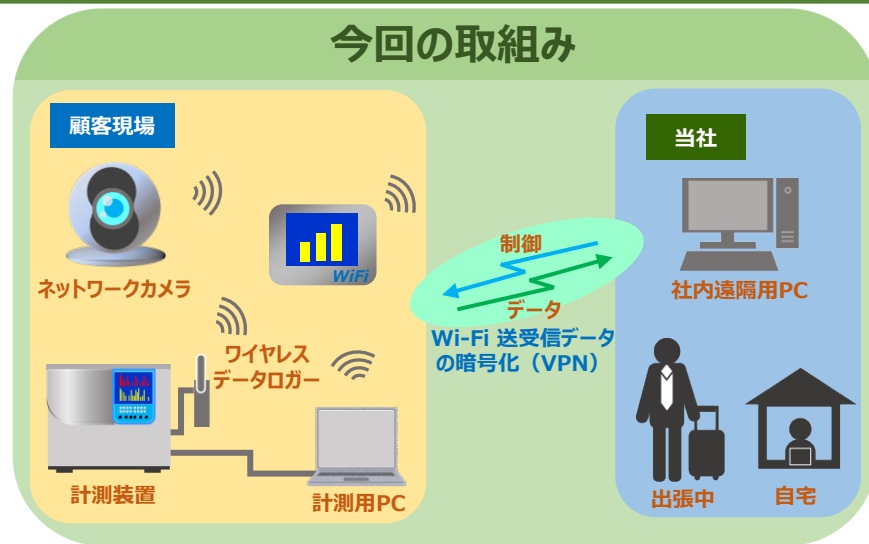 今回の取組み
顧客現場
当社
WiFi
ネットワークカメラ
制御
データ
社内遠隔用PC
Wi-Fi 送受信データ
の暗号化（VPN）
ワイヤレス
データロガー
計測装置
計測用PC
出張中
自宅